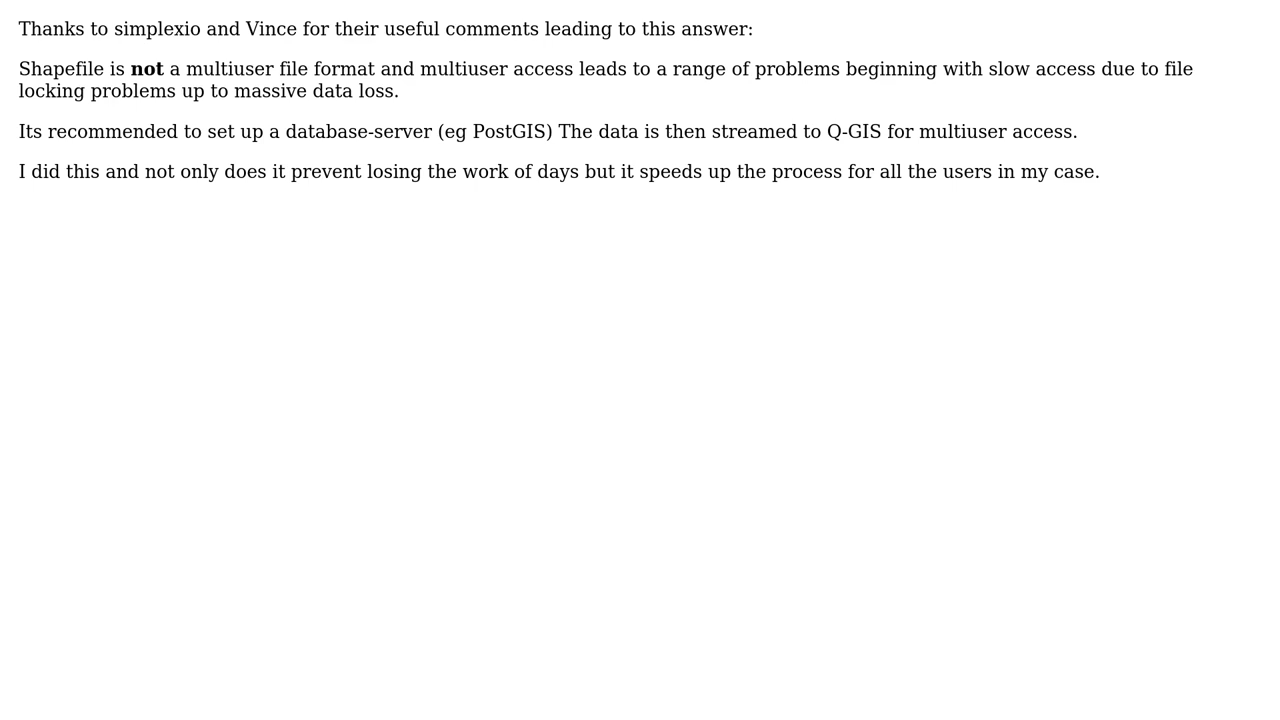 Thanks to simplexio and Vince for their useful comments leading to this answer:
Shapefile is not a multiuser file format and multiuser access leads to a range of problems beginning with slow access due to file
locking problems up to massive data loss.
Its recommended to set up a database-server (eg PostGIS) The data is then streamed to Q-GIS for multiuser access.
I did this and not only does it prevent losing the work of days but it speeds up the process for all the users in my case.